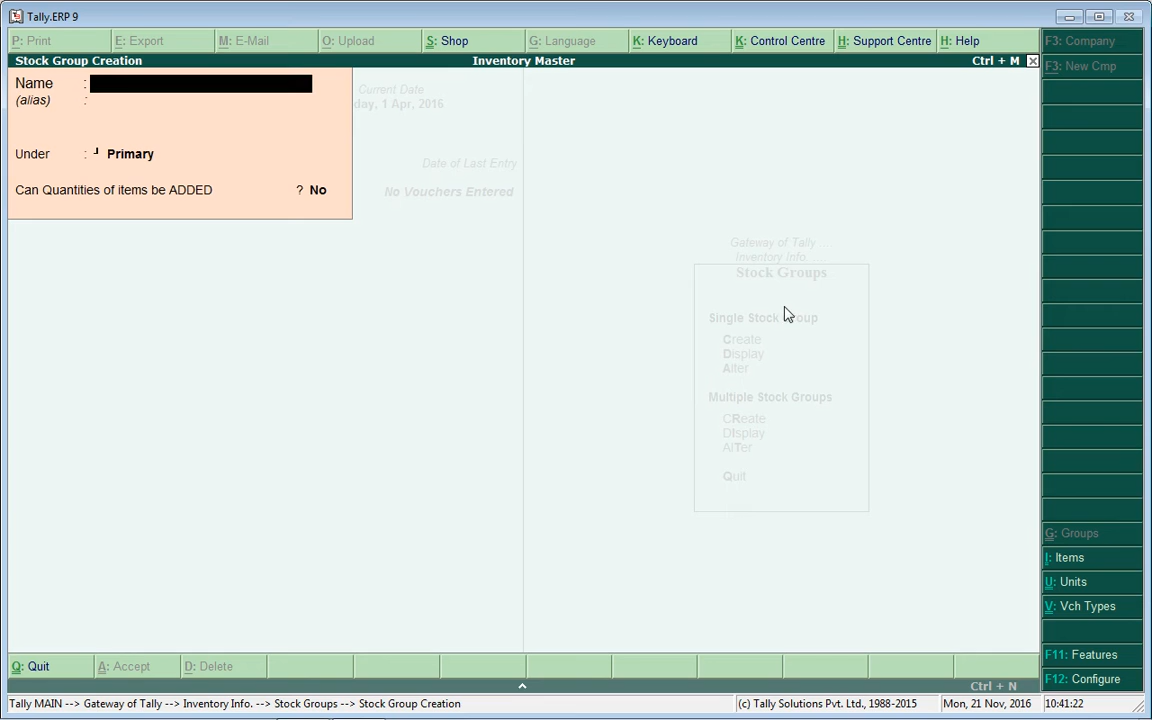 Tally.ERP 9
P: Print
E: Export
M: E-Mail
O: Upload
S: Shop
G: Language
K: Keyboard
K: Control Centre
H: Support Centre
H: Help
F3: Company
Stock Group Creation
Inventory Master
Ctrl + M
F3: New Cmp
Name :
(alias) :
Current Date
day, 1 Apr, 2016
Under : Primary
Date of Last Entry
Can Quantities of items be ADDED ? No
No Vouchers Entered
Gateway of Tally ...
Inventory Info. ...
Stock Groups
Single Stock Group
Create
Display
Alter
Multiple Stock Groups
CReate
DIsplay
AlTer
Quit
G: Groups
I: Items
U: Units
V: Vch Types
F11: Features
F12: Configure
Q: Quit
A: Accept
D: Delete
Ctrl + N
Tally MAIN --> Gateway of Tally --> Inventory Info. --> Stock Groups --> Stock Group Creation
(c) Tally Solutions Pvt. Ltd., 1988-2015
Mon, 21 Nov, 2016
10:41:22